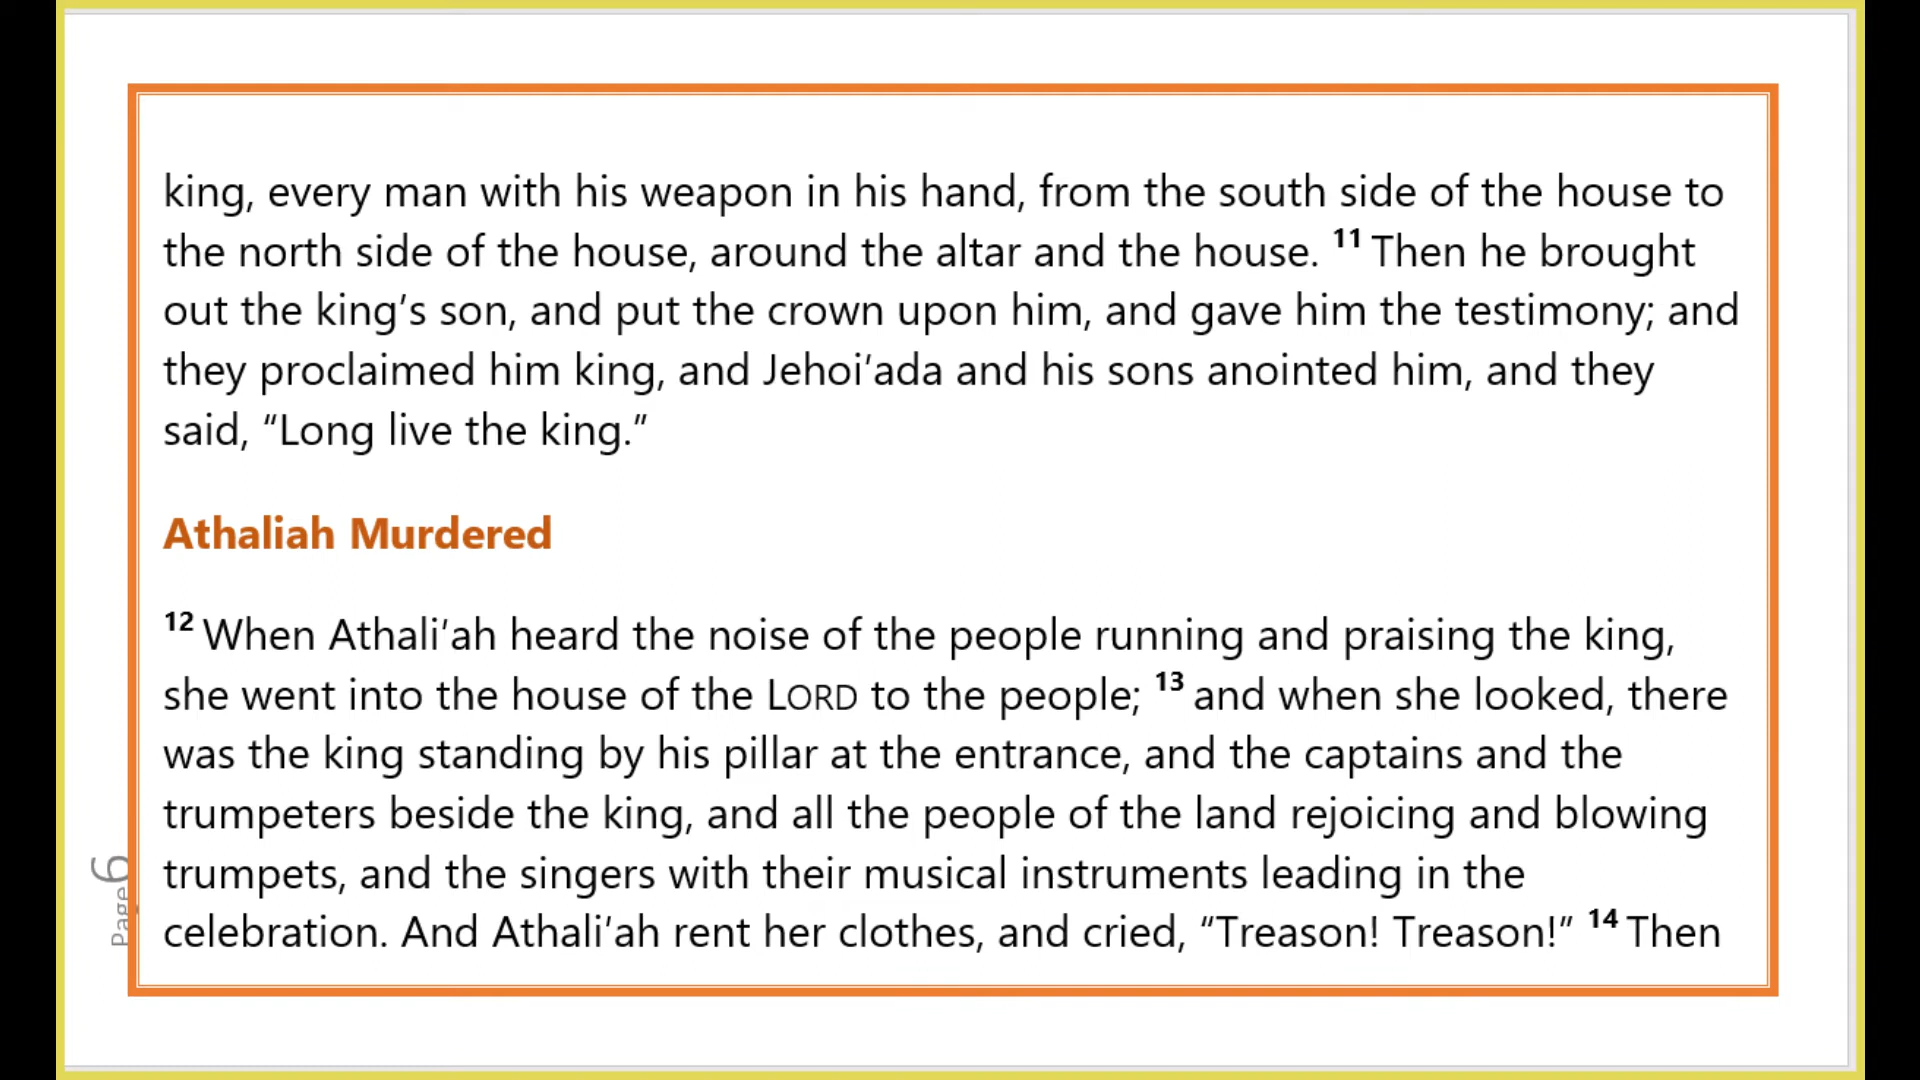 king, every man with his weapon in his hand, from the south side of the house to
the north side of the house, around the altar and the house. 11 Then he brought
out the king’s son, and put the crown upon him, and gave him the testimony; and
they proclaimed him king, and Jehoi′ada and his sons anointed him, and they
said, “Long live the king.”
Athaliah Murdered
12 When Athali′ah heard the noise of the people running and praising the king,
she went into the house of the LORD to the people; 13 and when she looked, there
was the king standing by his pillar at the entrance, and the captains and the
trumpeters beside the king, and all the people of the land rejoicing and blowing
trumpets, and the singers with their musical instruments leading in the
celebration. And Athali′ah rent her clothes, and cried, “Treason! Treason!” 14 Then
Page 6